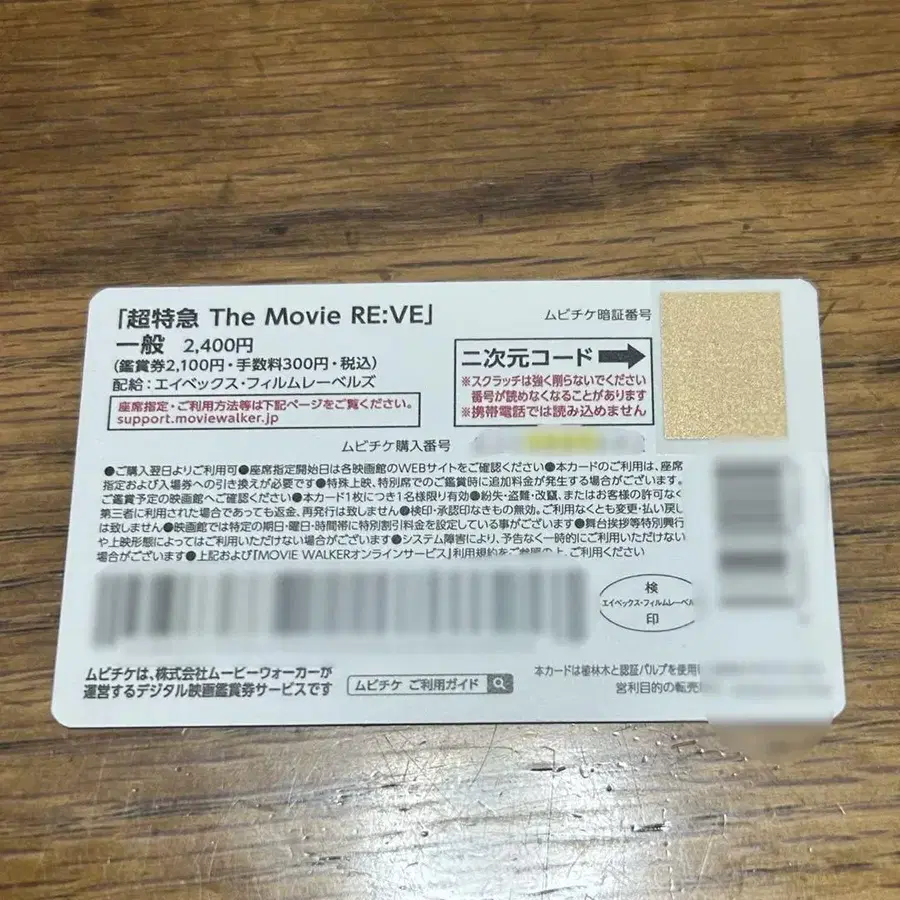 「超特急 The Movie RE:VE」
一般 2,400円
(鑑賞券2,100円・手数料300円・税込)
配給：エイベックス・フィルムレーベルズ
座席指定・ご利用方法等は下記ページをご覧ください。
support.moviewalker.jp
ムビチケ暗証番号
二次元コード
※スクラッチは強く削らないでください
番号が読めなくなることがあります
※携帯電話では読み込めません
ムビチケ購入番号
●ご購入翌日よりご利用可●座席指定開始日は各映画館のWEBサイトをご確認ください●本カードのご利用は、座席
指定および入場券への引き換えが必要です●特殊上映、特別席でのご鑑賞時に追加料金が発生する場合がございます。
ご鑑賞予定の映画館へご確認ください●本カード1枚につき1名様限り有効●紛失・盗難・改竄、またはお客様の許可なく
第三者に利用された場合であっても返金、再発行は致しません●検印・承認印なきもの無効。ご利用なくとも変更・払い戻し
は致しません●映画館では特定の期日・曜日・時間帯に特別割引料金を設定している事がございます●舞台挨拶等特別興行
や上映形態によってはご利用いただけない場合がございます●システム障害により、予告なく一時的にご利用いただけない
場合がございます●上記および「MOVIE WALKERオンラインサービス」利用規約をご参照の上、ご利用ください
検
エイベックス・フィルムレーベル
印
ムビチケは、株式会社ムービーウォーカーが
運営するデジタル映画鑑賞券サービスです
ムビチケ ご利用ガイド
本カードは植林木と認証パルプを使用
営利目的の転売